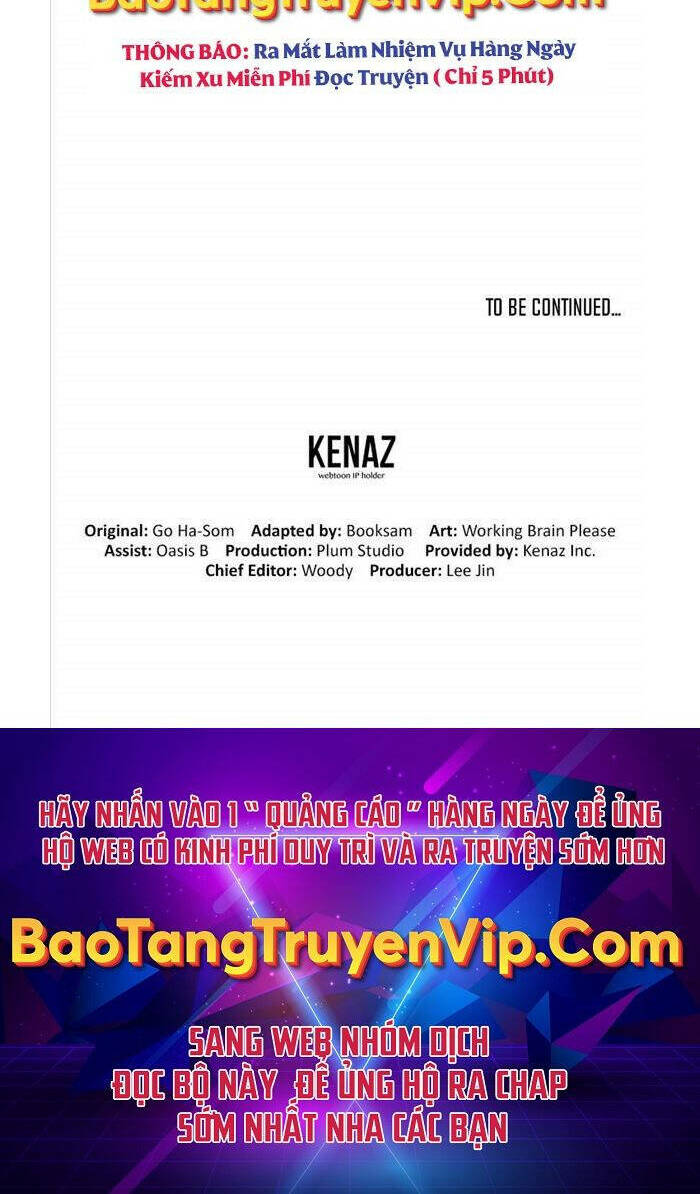 BaoTangTruyenVip.Com
THÔNG BÁO: Ra Mắt Làm Nhiệm Vụ Hàng Ngày
Kiếm Xu Miễn Phí Đọc Truyện ( Chỉ 5 Phút)
TO BE CONTINUED...
KENAZ
webtoon IP holder
Original: Go Ha-Som Adapted by: Booksam Art: Working Brain Please
Assist: Oasis B Production: Plum Studio Provided by: Kenaz Inc.
Chief Editor: Woody Producer: Lee Jin
HÃY NHẤN VÀO 1 " QUẢNG CÁO " HÀNG NGÀY ĐỂ ỦNG
HỘ WEB CÓ KINH PHÍ DUY TRÌ VÀ RA TRUYỆN SỚM HƠN
BaoTangTruyenVip.Com
SANG WEB NHÓM DỊCH
ĐỌC BỘ NÀY ĐỂ ỦNG HỘ RA CHAP
SỚM NHẤT NHA CÁC BẠN